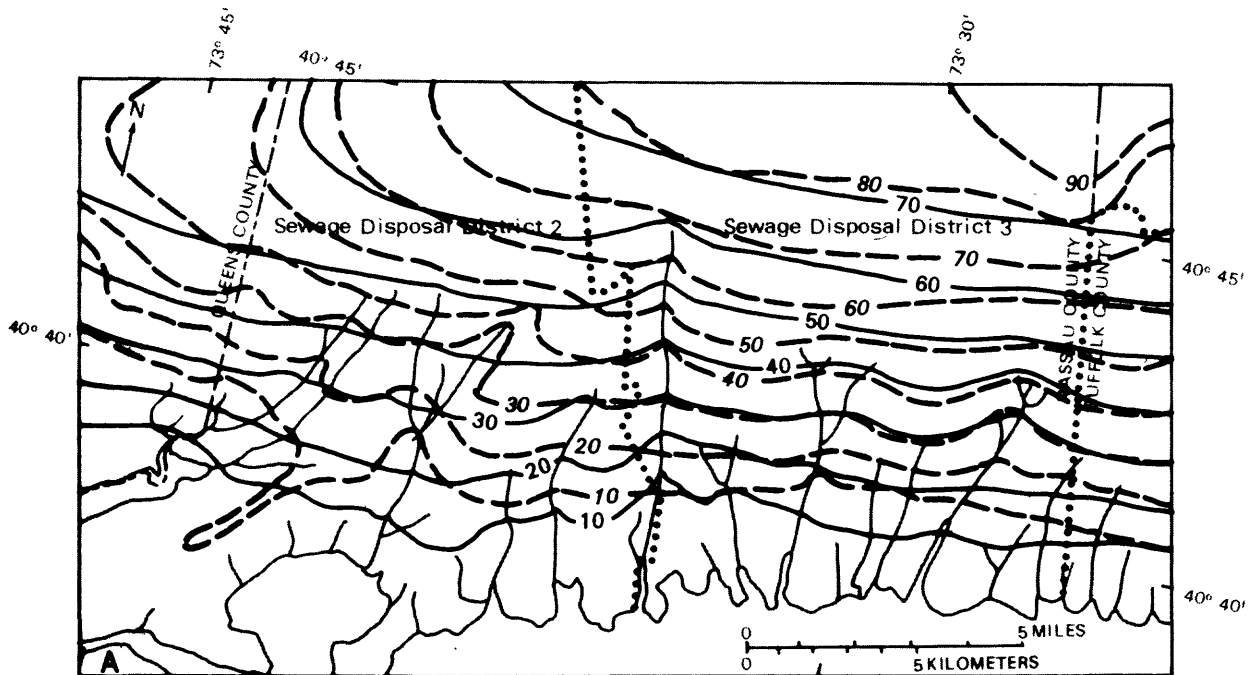 73° 45'
40° 45'
73° 30'
N
80
90
70
QUEENS COUNTY
Sewage Disposal District 2
Sewage Disposal District 3
70
60
40° 45'
60
50
NASSAU COUNTY
SUFFOLK COUNTY
40° 40'
50
40
40
30
30
20
20
10
10
40° 40'
0
5 MILES
0
5 KILOMETERS
A